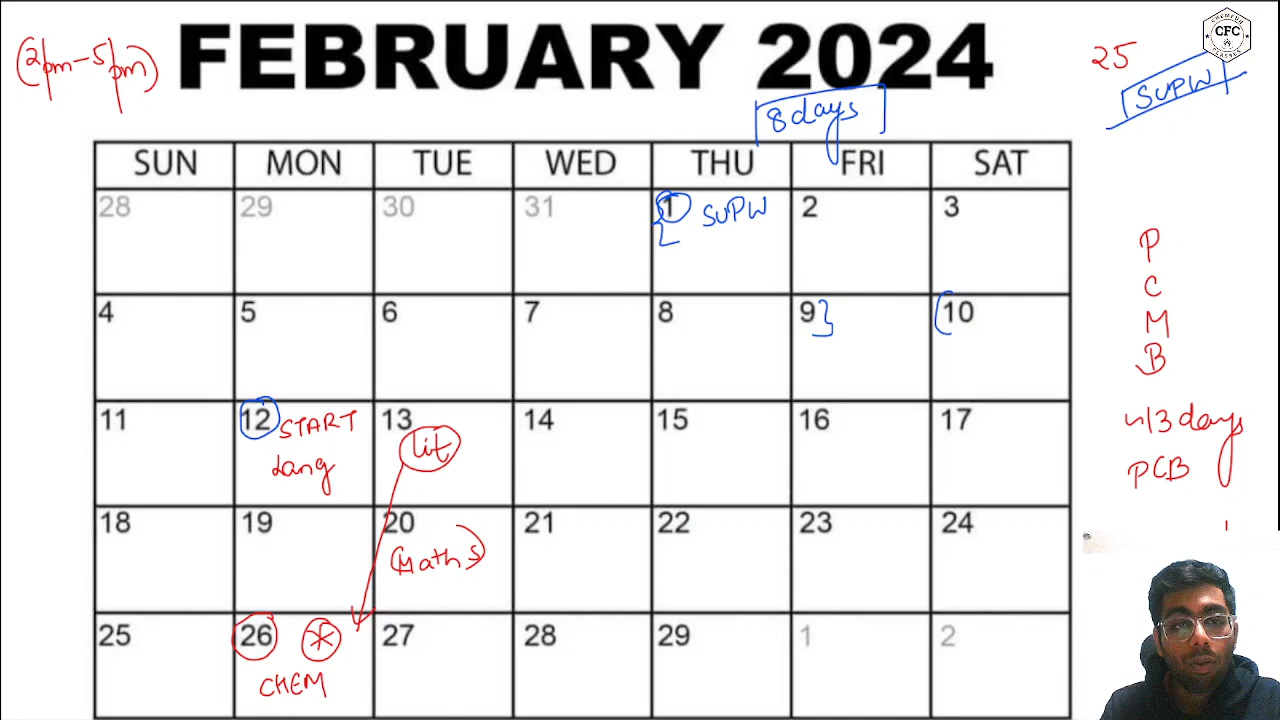 (2pm-5pm) FEBRUARY 2024
25
CFC
SUPW
8 days
SUN MON TUE WED THU FRI SAT
28 29 30 31 1 SUPW 2 3
P
C
M
B
4 5 6 7 8 9 10
11 12 START 13 14 15 16 17
Lang
lit
4/3 days
PCB
18 19 20 21 22 23 24
(Maths)
25 26 * 27 28 29 1 2
CHEM